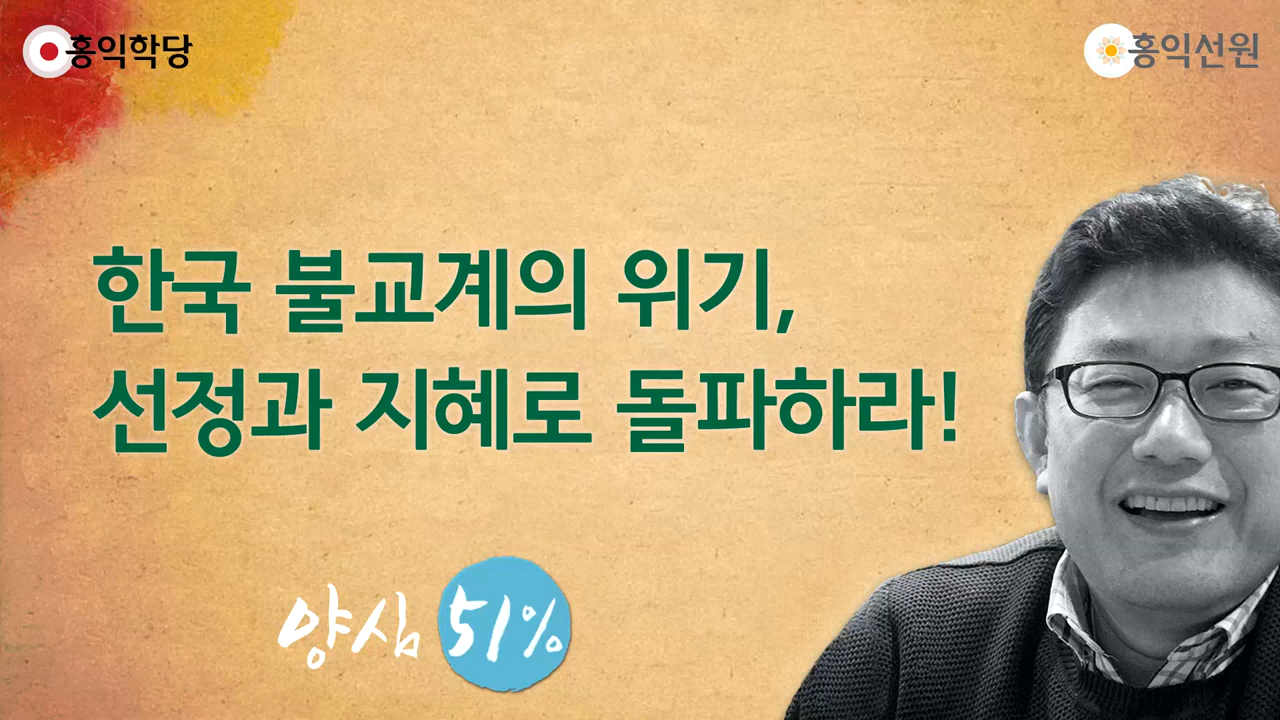 홍익학당
홍익선원
한국 불교계의 위기,
선정과 지혜로 돌파하라!
양심 51%